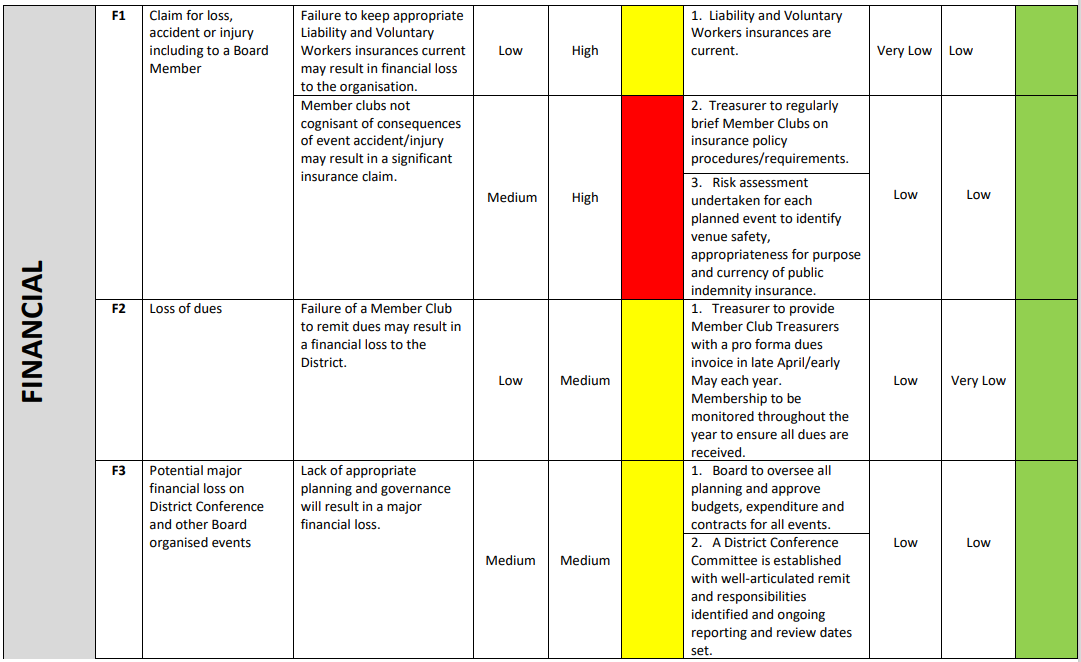 FINANCIAL
F1
Claim for loss,
accident or injury
including to a Board
Member
Failure to keep appropriate
Liability and Voluntary
Workers insurances current
may result in financial loss
to the organisation.
Low
High
1. Liability and Voluntary
Workers insurances are
current.
Very Low
Low
Member clubs not
cognisant of consequences
of event accident/injury
may result in a significant
insurance claim.
Medium
High
2. Treasurer to regularly
brief Member Clubs on
insurance policy
procedures/requirements.
3. Risk assessment
undertaken for each
planned event to identify
venue safety,
appropriateness for purpose
and currency of public
indemnity insurance.
Low
Low
F2
Loss of dues
Failure of a Member Club
to remit dues may result in
a financial loss to the
District.
Low
Medium
1. Treasurer to provide
Member Club Treasurers
with a pro forma dues
invoice in late April/early
May each year.
Membership to be
monitored throughout the
year to ensure all dues are
received.
Low
Very Low
F3
Potential major
financial loss on
District Conference
and other Board
organised events
Lack of appropriate
planning and governance
will result in a major
financial loss.
Medium
Medium
1. Board to oversee all
planning and approve
budgets, expenditure and
contracts for all events.
2. A District Conference
Committee is established
with well-articulated remit
and responsibilities
identified and ongoing
reporting and review dates
set.
Low
Low